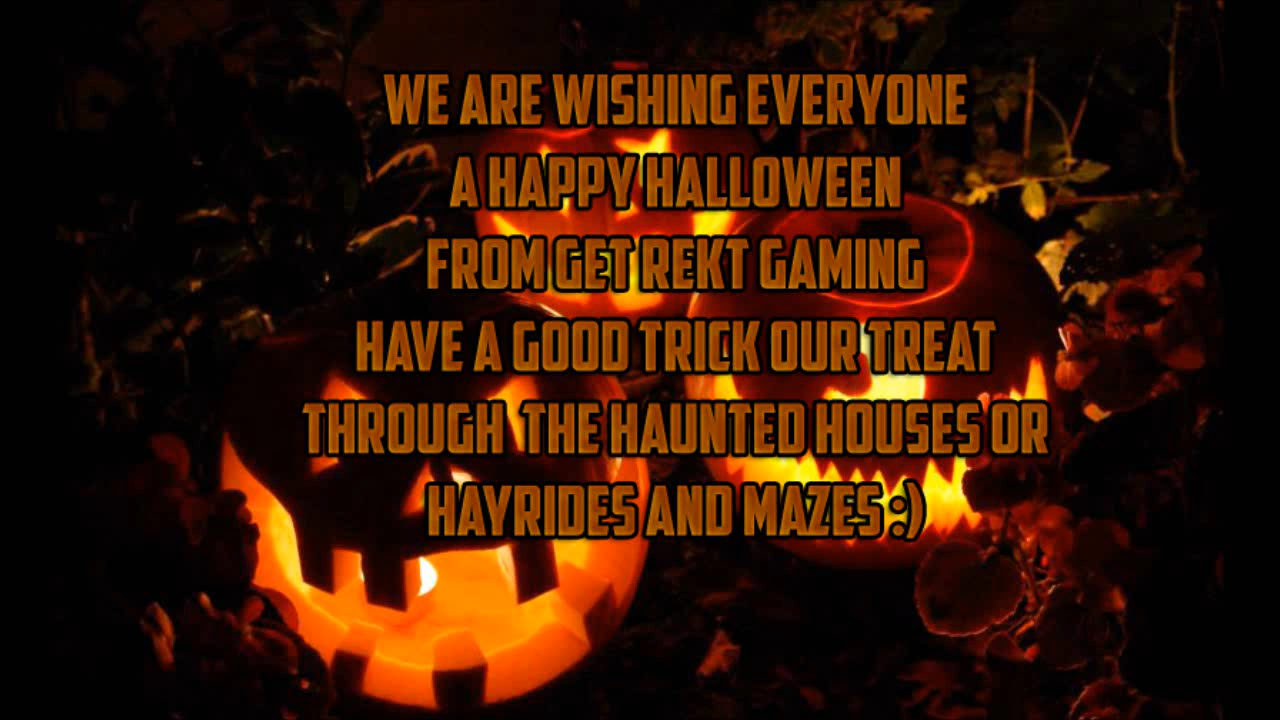 WE ARE WISHING EVERYONE
A HAPPY HALLOWEEN
FROM GET REKT GAMING
HAVE A GOOD TRICK OUR TREAT
THROUGH THE HAUNTED HOUSES OR
HAYRIDES AND MAZES :)